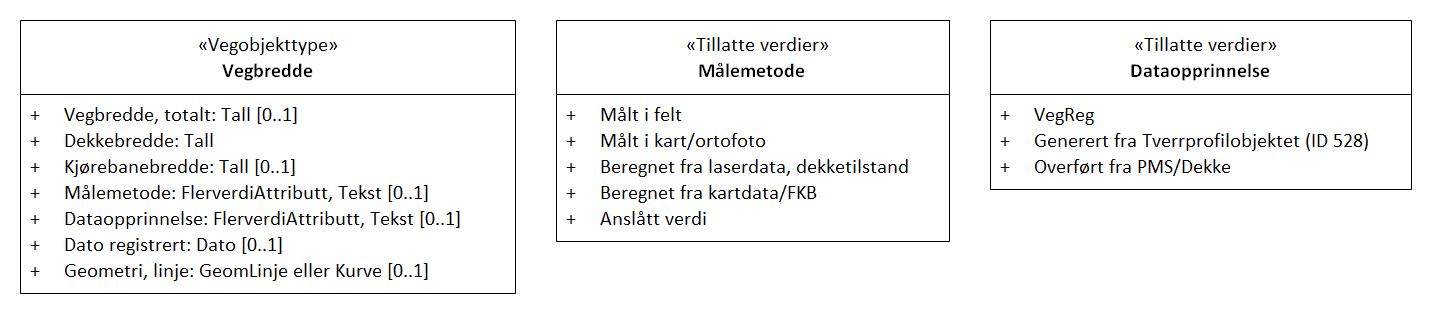 «Vegobjekttype»
Vegbredde
+ Vegbredde, totalt: Tall [0..1]
+ Dekkebredde: Tall
+ Kjørebanebredde: Tall [0..1]
+ Målemetode: FlerverdiAttributt, Tekst [0..1]
+ Dataopprinnelse: FlerverdiAttributt, Tekst [0..1]
+ Dato registrert: Dato [0..1]
+ Geometri, linje: GeomLinje eller Kurve [0..1]
«Tillatte verdier»
Målemetode
+ Målt i felt
+ Målt i kart/ortofoto
+ Beregnet fra laserdata, dekketilstand
+ Beregnet fra kartdata/FKB
+ Anslått verdi
«Tillatte verdier»
Dataopprinnelse
+ VegReg
+ Generert fra Tverrprofilobjektet (ID 528)
+ Overført fra PMS/Dekke